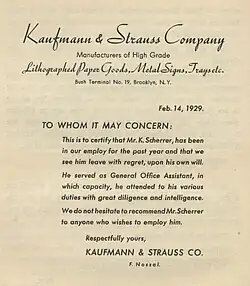 Kaufmann & Strauss Company
Manufacturers of High Grade
Lithographed Paper Goods, Metal Signs, Trays etc.
Bush Terminal No. 19, Brooklyn, N.Y.
Feb. 14, 1929.
TO WHOM IT MAY CONCERN:
This is to certify that Mr. K. Scherrer, has been
in our employ for the past year and that we
see him leave with regret, upon his own will.
He served as General Office Assistant, in
which capacity, he attended to his various
duties with great diligence and intelligence.
We do not hesitate to recommend Mr. Scherrer
to anyone who wishes to employ him.
Respectfully yours,
KAUFMANN & STRAUSS CO.
F. Nossel.